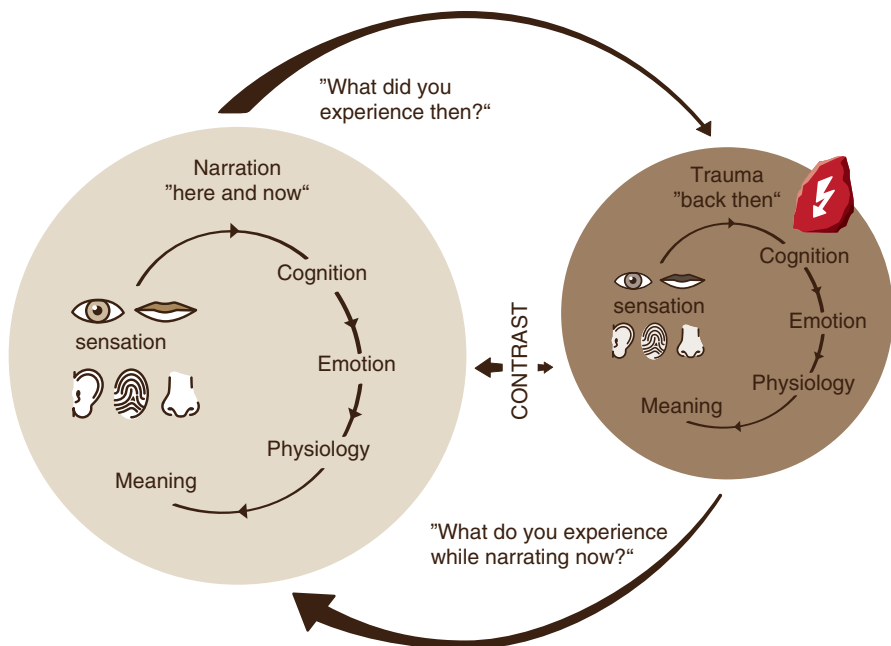 ”What did you
experience then?“
Narration
”here and now“
Cognition
sensation
Emotion
Physiology
Meaning
CONTRAST
Trauma
”back then“
Cognition
sensation
Emotion
Physiology
Meaning
”What do you experience
while narrating now?“